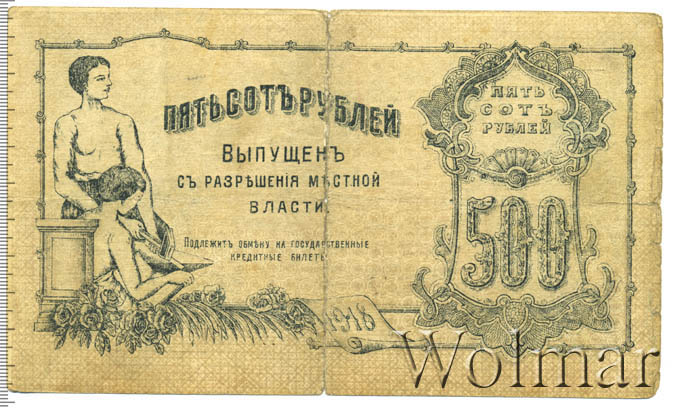 ПЯТЬСОТЪ РУБЛЕЙ
ВЫПУЩЕНЪ
СЪ РАЗРѢШЕНІЯ МѢСТНОЙ
ВЛАСТИ.
ПОДЛЕЖИТЪ ОБМѢНУ НА ГОСУДАРСТВЕННЫЕ
КРЕДИТНЫЕ БИЛЕТЫ
1918
ПЯТЬ
СОТЪ
РУБЛЕЙ
500
Wolmar